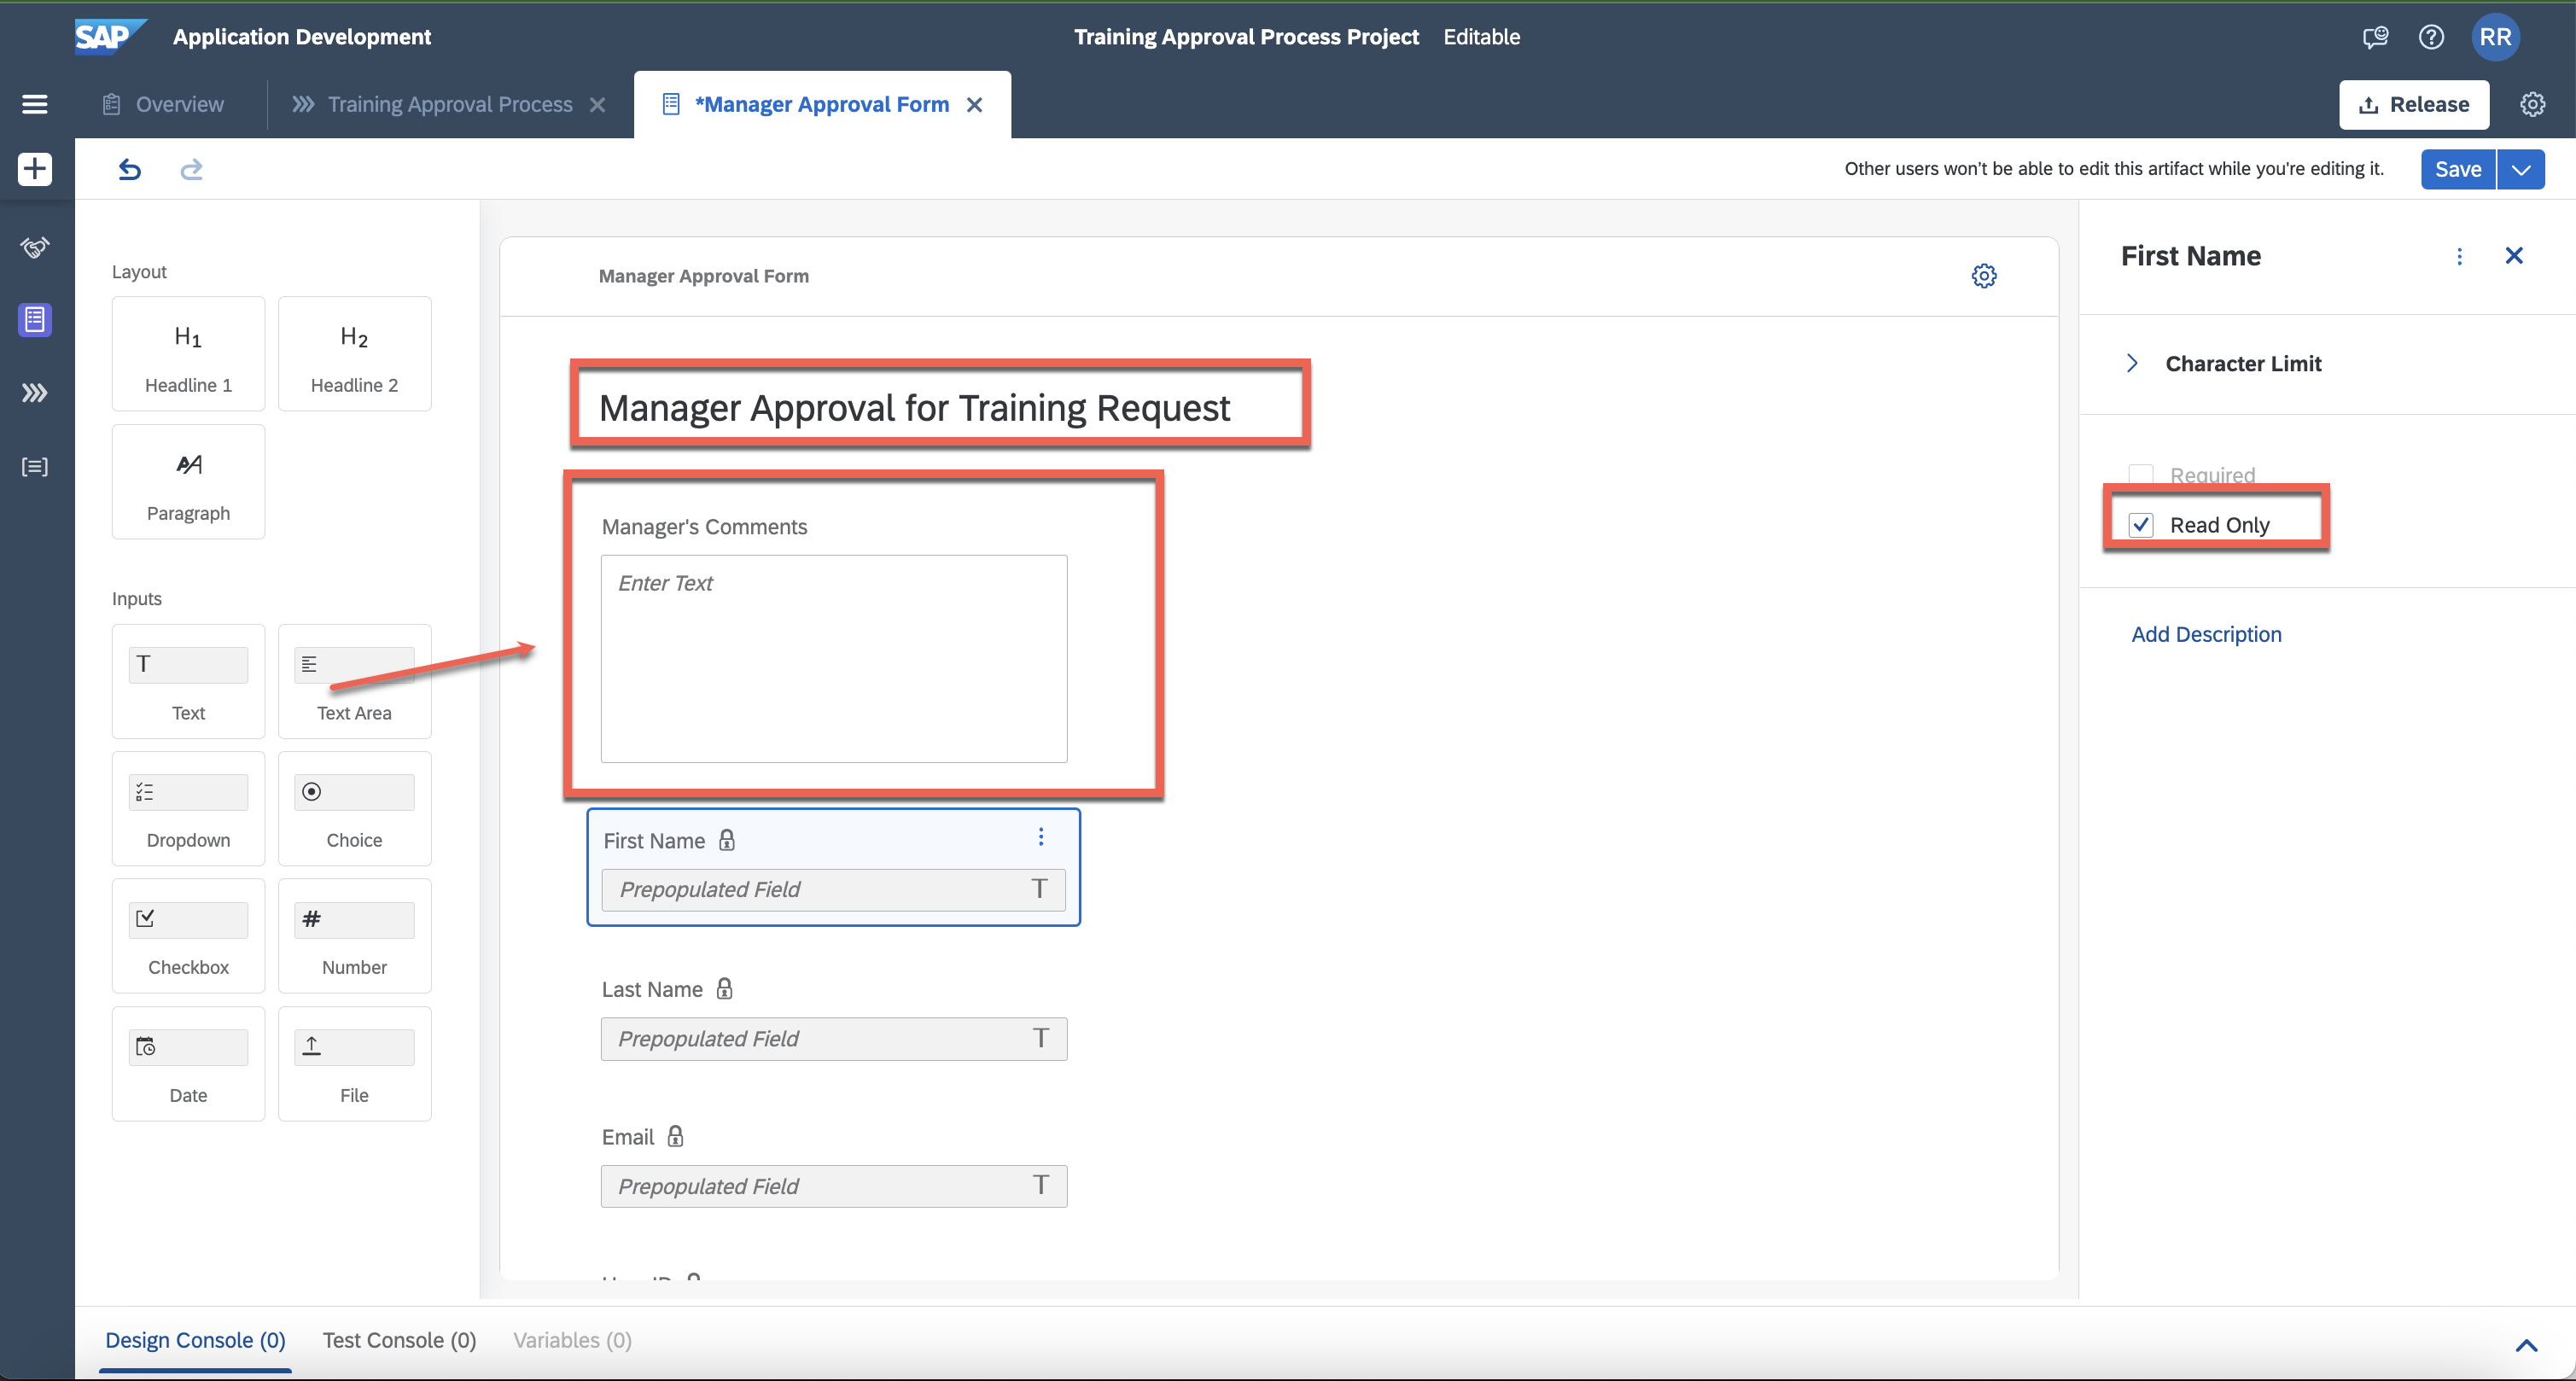 SAP Application Development
Training Approval Process Project Editable
RR
Overview
Training Approval Process
*Manager Approval Form
Release
Other users won't be able to edit this artifact while you're editing it.
Save
Layout
H1
Headline 1
H2
Headline 2
Paragraph
Inputs
Text
Text Area
Dropdown
Choice
Checkbox
Number
Date
File
Manager Approval Form
Manager Approval for Training Request
Manager's Comments
Enter Text
First Name
Prepopulated Field T
Last Name
Prepopulated Field T
Email
Prepopulated Field T
First Name
Character Limit
Required
Read Only
Add Description
Design Console (0)
Test Console (0)
Variables (0)